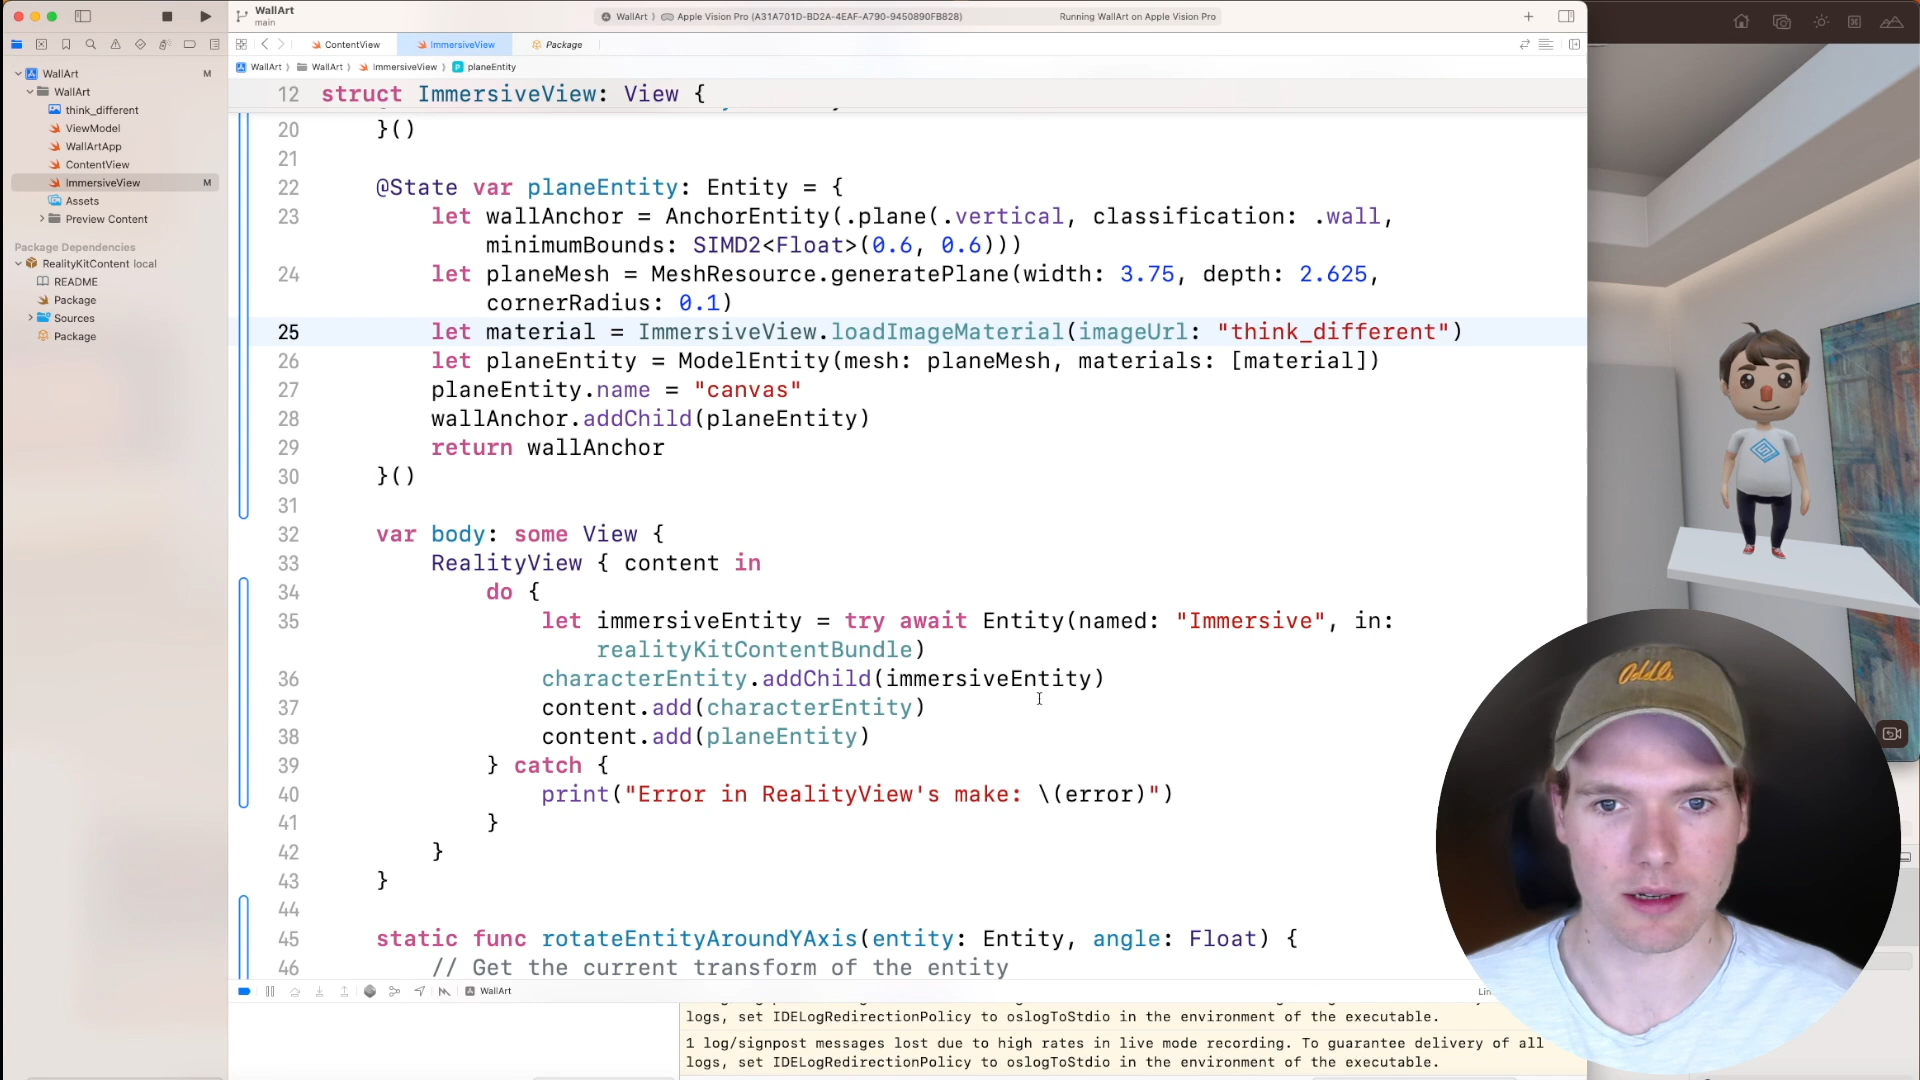 WallArt
main
WallArt 〉 Apple Vision Pro (A31A701D-BD2A-4EAF-A790-9450890FB828)
Running WallArt on Apple Vision Pro
ContentView
ImmersiveView
Package
WallArt 〉 WallArt 〉 ImmersiveView 〉 P planeEntity
WallArt M
WallArt
think_different
ViewModel
WallArtApp
ContentView
ImmersiveView M
Assets
Preview Content
Package Dependencies
RealityKitContent local
README
Package
Sources
Package
12 struct ImmersiveView: View {
20 }()
21
22 @State var planeEntity: Entity = {
23 let wallAnchor = AnchorEntity(.plane(.vertical, classification: .wall,
minimumBounds: SIMD2<Float>(0.6, 0.6)))
24 let planeMesh = MeshResource.generatePlane(width: 3.75, depth: 2.625,
cornerRadius: 0.1)
25 let material = ImmersiveView.loadImageMaterial(imageUrl: "think_different")
26 let planeEntity = ModelEntity(mesh: planeMesh, materials: [material])
27 planeEntity.name = "canvas"
28 wallAnchor.addChild(planeEntity)
29 return wallAnchor
30 }()
31
32 var body: some View {
33 RealityView { content in
34 do {
35 let immersiveEntity = try await Entity(named: "Immersive", in:
realityKitContentBundle)
36 characterEntity.addChild(immersiveEntity)
37 content.add(characterEntity)
38 content.add(planeEntity)
39 } catch {
40 print("Error in RealityView's make: \(error)")
41 }
42 }
43 }
44
45 static func rotateEntityAroundYAxis(entity: Entity, angle: Float) {
46 // Get the current transform of the entity
WallArt
logs, set IDELogRedirectionPolicy to oslogToStdio in the environment of the executable.
1 log/signpost messages lost due to high rates in live mode recording. To guarantee delivery of all
logs, set IDELogRedirectionPolicy to oslogToStdio in the environment of the executable.
Oddli